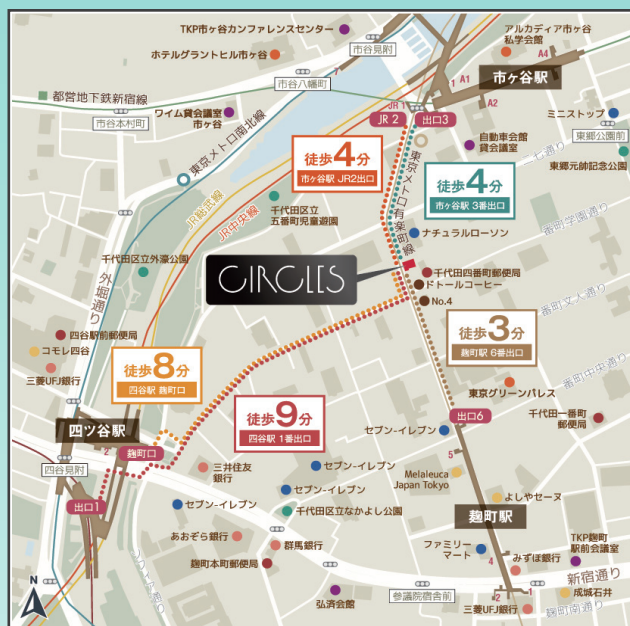 TKP市ヶ谷カンファレンスセンター
ホテルグランドヒル市ヶ谷
市谷見附
アルカディア市ヶ谷
私学会館
A4
1
A1
市ヶ谷駅
A2
都営地下鉄新宿線
市谷八幡町
市谷本村町
ワイム貸会議室
市ヶ谷
JR 1
JR 2
出口3
ミニストップ
東郷公園前
自動車会館
貸会議室
東京メトロ南北線
徒歩4分
市ヶ谷駅 JR2出口
東京メトロ有楽町線
徒歩4分
市ヶ谷駅 3番出口
二七通り
東郷元帥記念公園
JR総武線
JR中央線
千代田区立
五番町児童遊園
ナチュラルローソン
番町学園通り
千代田区立外濠公園
外堀通り
CIRCLES
千代田四番町郵便局
ドトールコーヒー
No.4
番町文人通り
四谷駅前郵便局
コモレ四谷
三菱UFJ銀行
徒歩8分
四谷駅 麹町口
徒歩3分
麹町駅 6番出口
番町中央通り
徒歩9分
四谷駅 1番出口
東京グリーンパレス
千代田一番町
郵便局
四ツ谷駅
出口6
セブン-イレブン
2
麹町口
5
四谷見附
三井住友
銀行
セブン-イレブン
Melaleuca
Japan Tokyo
出口1
セブン-イレブン
千代田区立なかよし公園
よしやセーヌ
麹町駅
あおぞら銀行
群馬銀行
ファミリー
マート
TKP麹町
駅前会議室
麹町本町郵便局
4
みずほ銀行
3
新宿通り
N
弘済会館
参議院宿舎前
2
1
成城石井
三菱UFJ銀行
麹町南通り